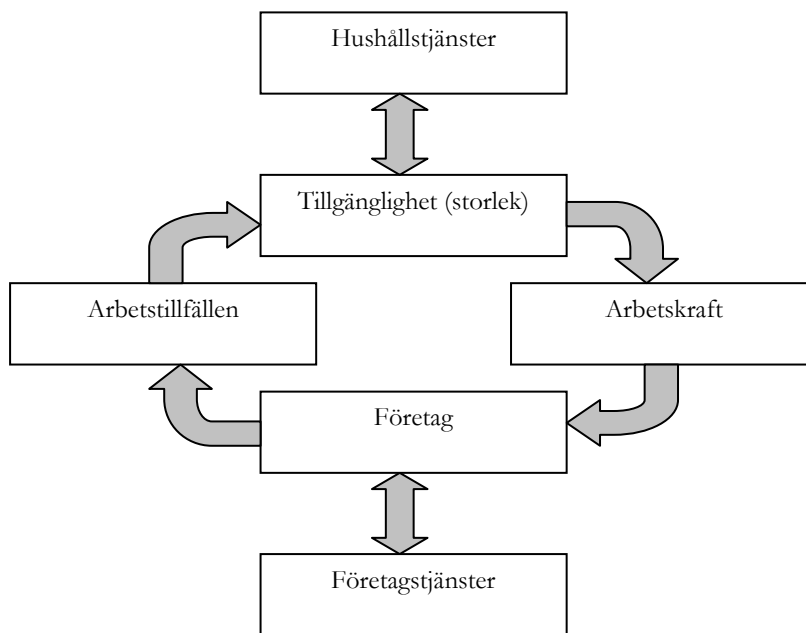 Hushållstjänster
Tillgänglighet (storlek)
Arbetstillfällen
Arbetskraft
Företag
Företagstjänster